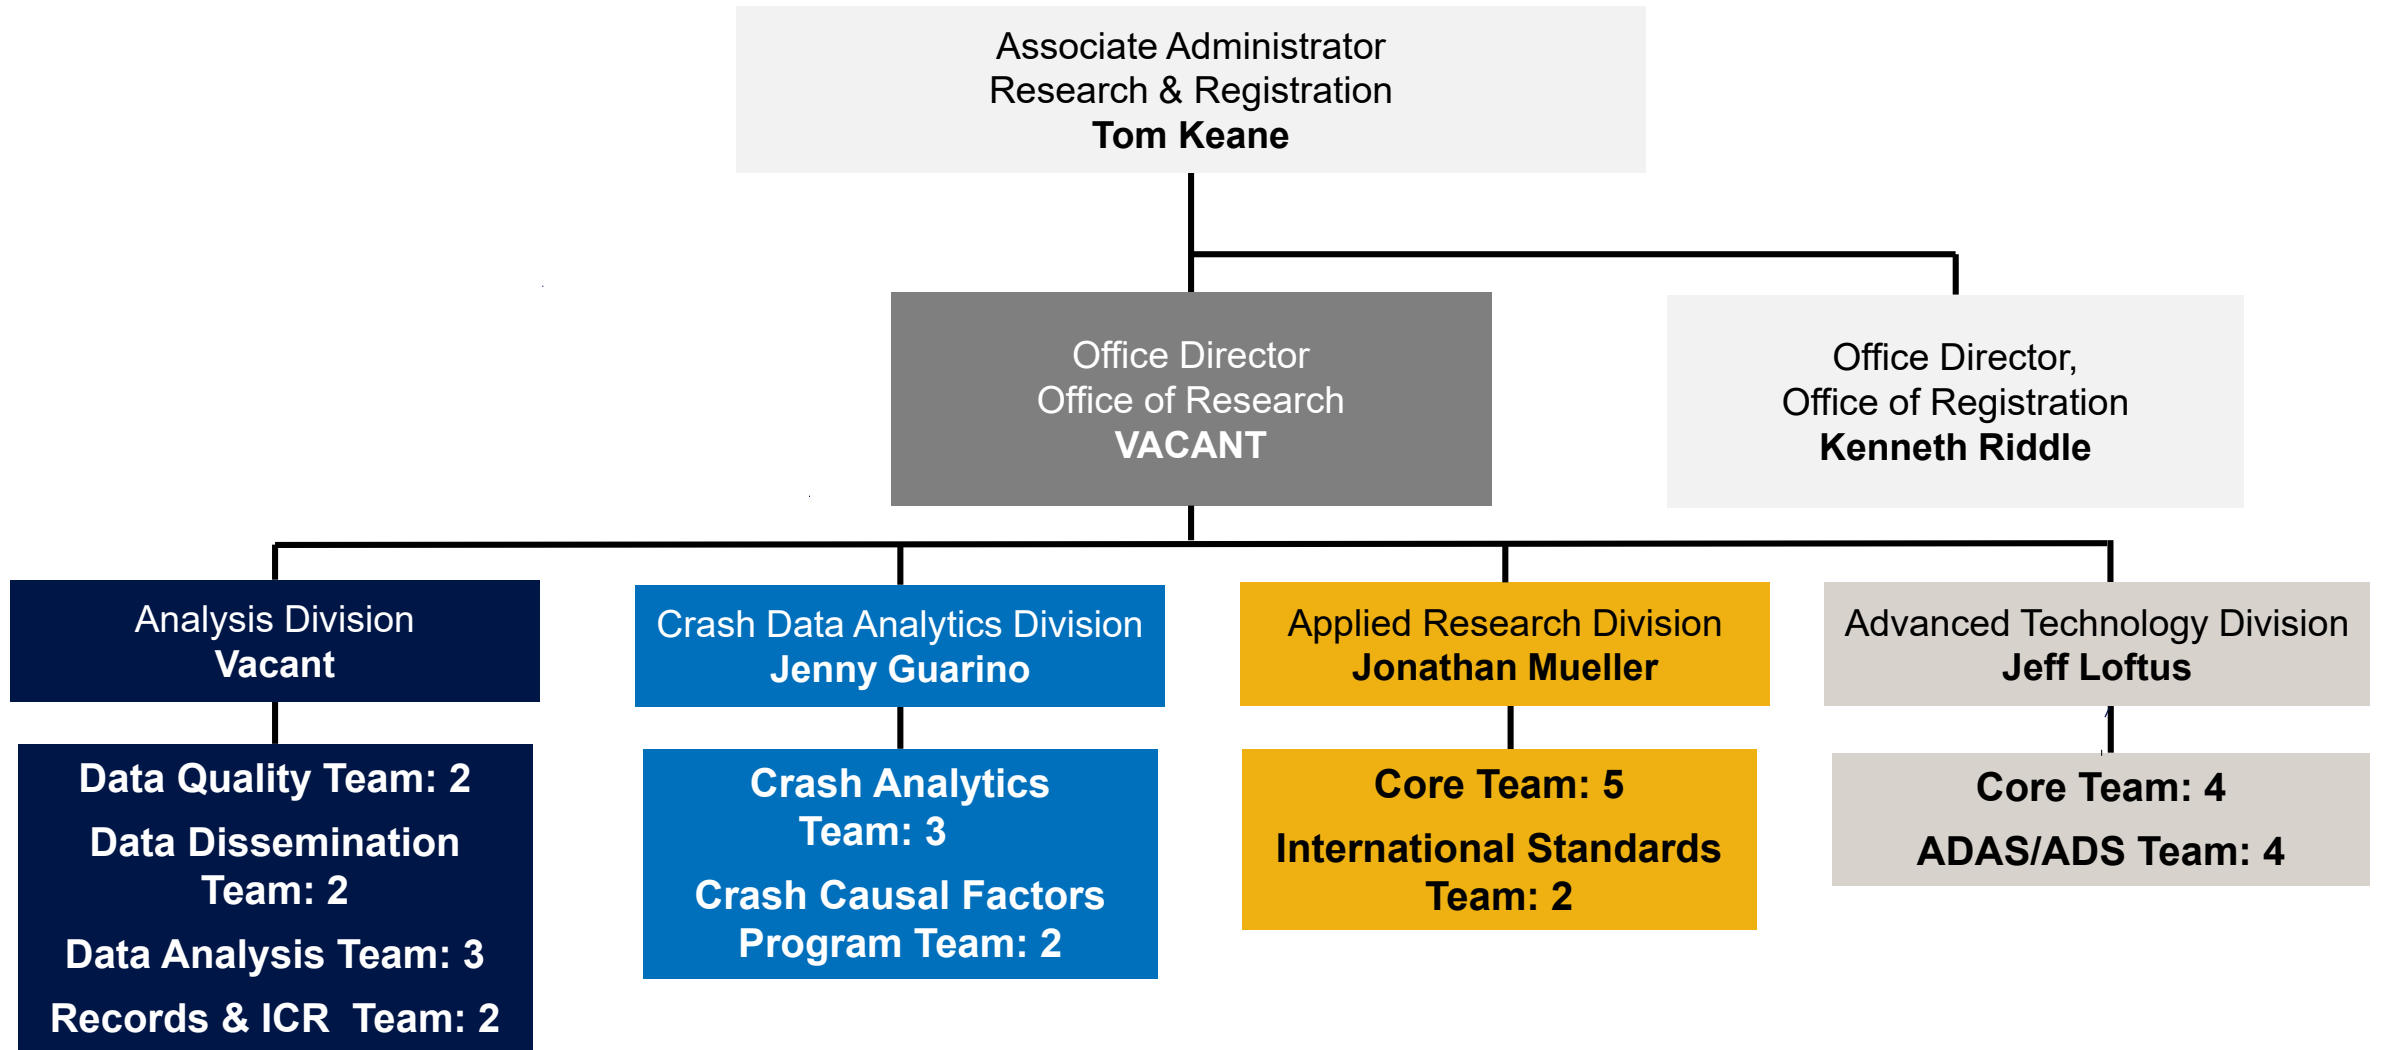 Associate Administrator
Research & Registration
Tom Keane
Office Director
Office of Research
VACANT
Office Director,
Office of Registration
Kenneth Riddle
Analysis Division
Vacant
Crash Data Analytics Division
Jenny Guarino
Applied Research Division
Jonathan Mueller
Advanced Technology Division
Jeff Loftus
Data Quality Team: 2
Data Dissemination
Team: 2
Data Analysis Team: 3
Records & ICR  Team: 2
Crash Analytics
Team: 3
Crash Causal Factors
Program Team: 2
Core Team: 5
International Standards
Team: 2
Core Team: 4
ADAS/ADS Team: 4